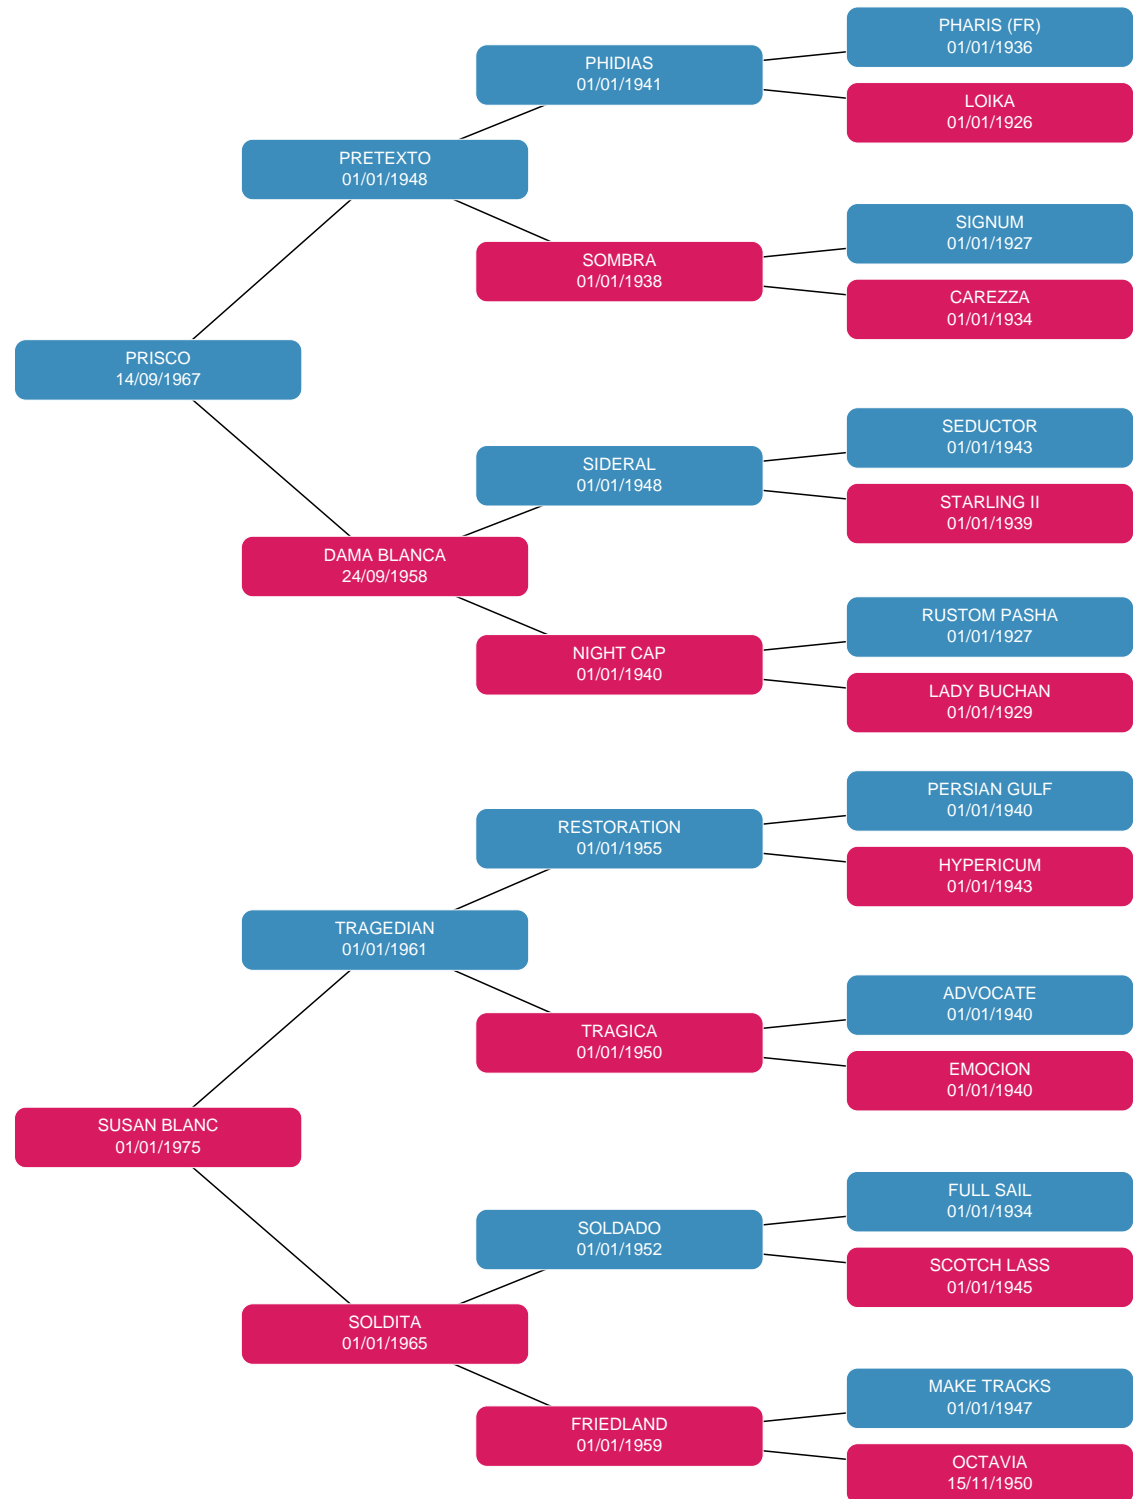 PHARIS (FR)
01/01/1936
PHIDIAS
01/01/1941
LOIKA
01/01/1926
PRETEXTO
01/01/1948
SIGNUM
01/01/1927
SOMBRA
01/01/1938
CAREZZA
01/01/1934
PRISCO
14/09/1967
SEDUCTOR
01/01/1943
SIDERAL
01/01/1948
STARLING II
01/01/1939
DAMA BLANCA
24/09/1958
RUSTOM PASHA
01/01/1927
NIGHT CAP
01/01/1940
LADY BUCHAN
01/01/1929
PERSIAN GULF
01/01/1940
RESTORATION
01/01/1955
HYPERICUM
01/01/1943
TRAGEDIAN
01/01/1961
ADVOCATE
01/01/1940
TRAGICA
01/01/1950
EMOCION
01/01/1940
SUSAN BLANC
01/01/1975
FULL SAIL
01/01/1934
SOLDADO
01/01/1952
SCOTCH LASS
01/01/1945
SOLDITA
01/01/1965
MAKE TRACKS
01/01/1947
FRIEDLAND
01/01/1959
OCTAVIA
15/11/1950